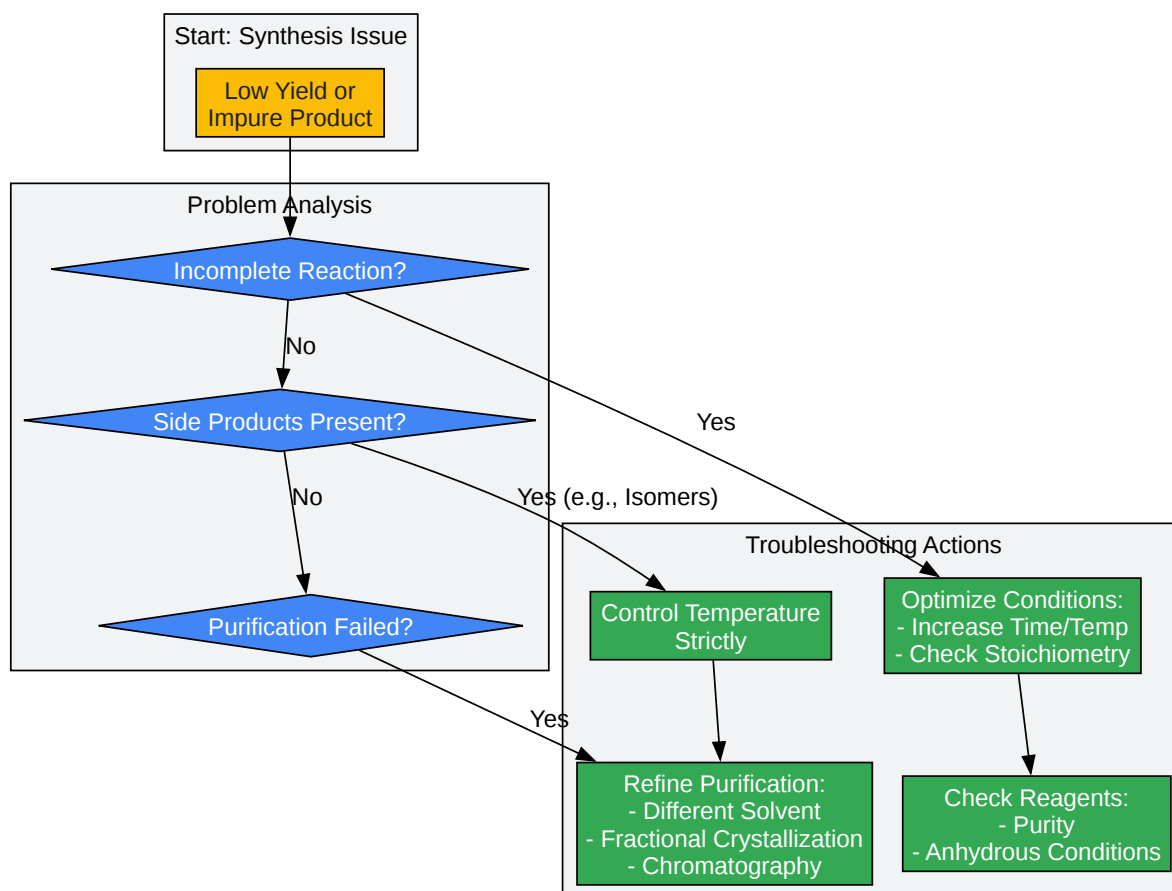 Start: Synthesis Issue
Low Yield or
Impure Product
Problem Analysis
Incomplete Reaction?
No
Side Products Present?
Yes
No
Yes (e.g., Isomers)
Troubleshooting Actions
Purification Failed?
Control Temperature
Strictly
Optimize Conditions:
- Increase Time/Temp
- Check Stoichiometry
Yes
Refine Purification:
- Different Solvent
- Fractional Crystallization
- Chromatography
Check Reagents:
- Purity
- Anhydrous Conditions